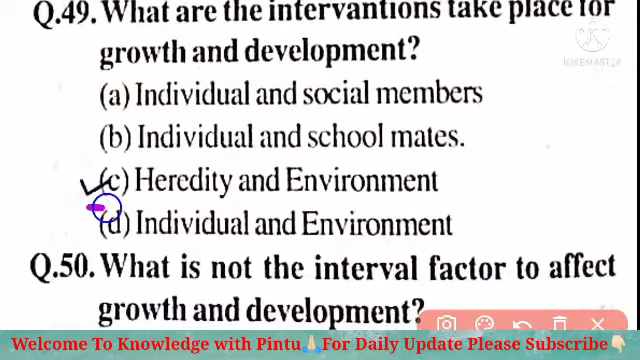 Q.49. What are the intervantions take place for
growth and development?
(a) Individual and social members
(b) Individual and school mates.
(c) Heredity and Environment
(d) Individual and Environment
Q.50. What is not the interval factor to affect
growth and development?
KINEMASTER
Welcome To Knowledge with Pintu🙏🏻For Daily Update Please Subscribe👇🏻